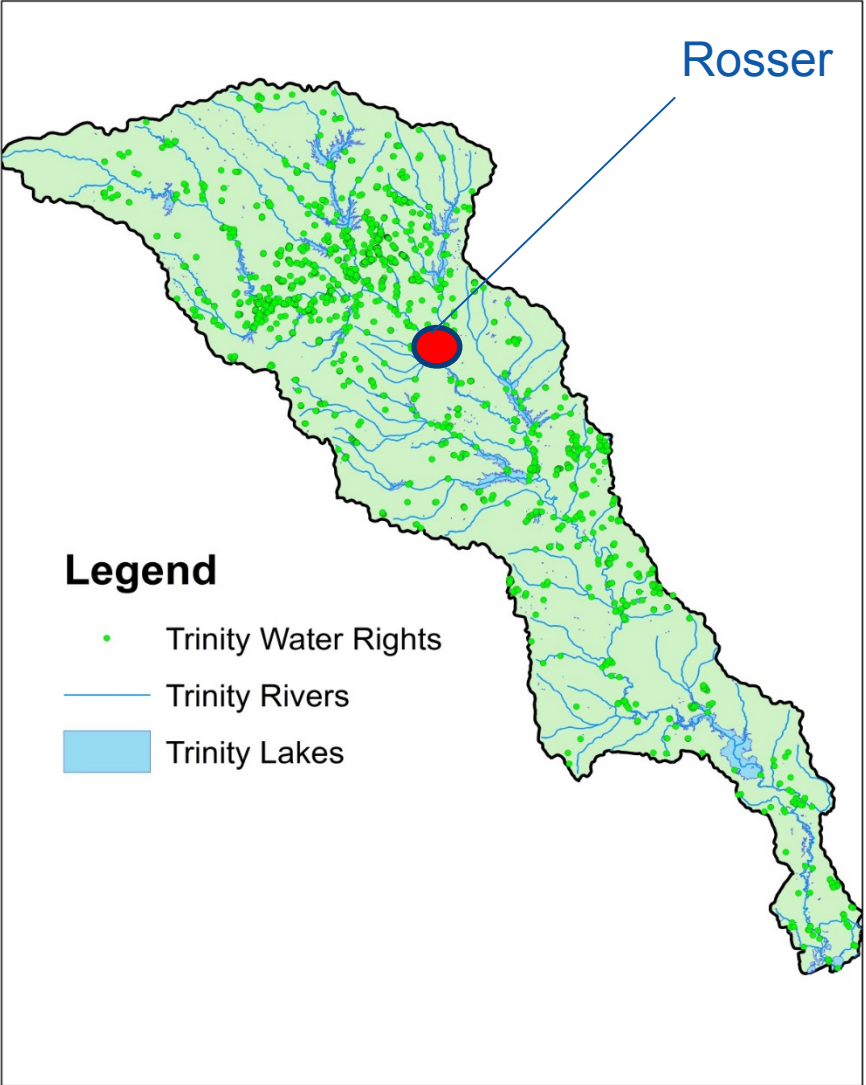 Rosser
Legend
Trinity Water Rights
Trinity Rivers
Trinity Lakes